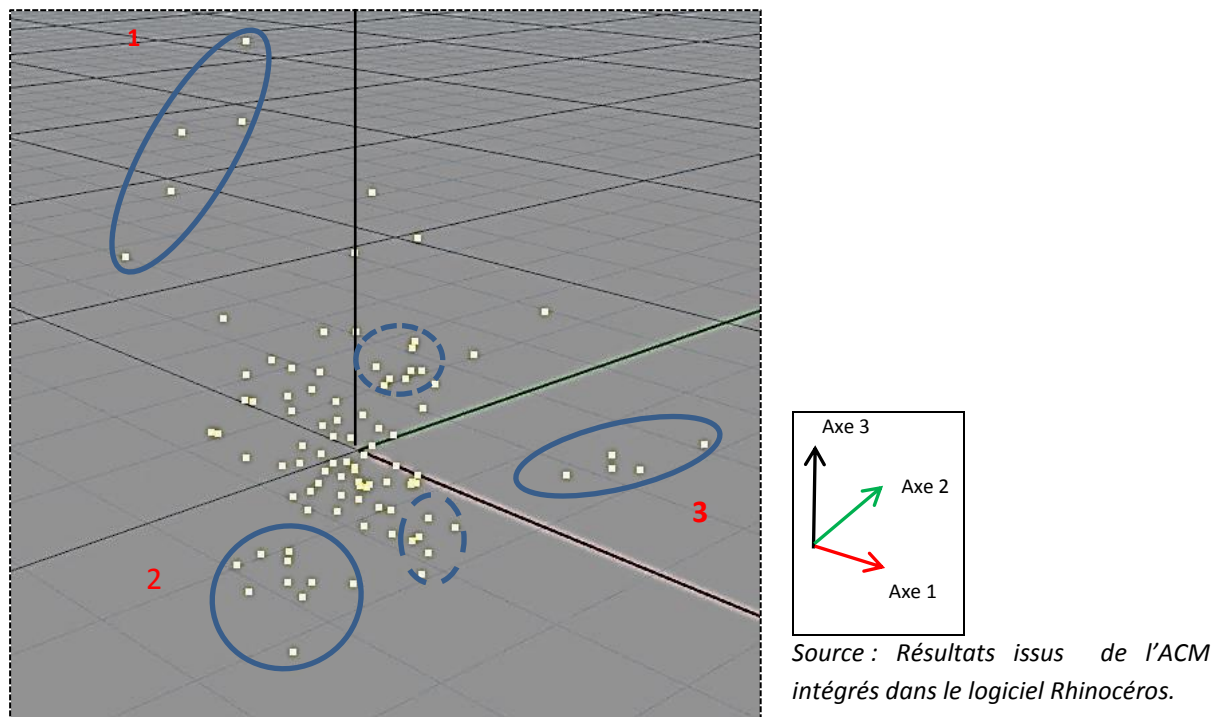 1
2
3
Axe 3
Axe 2
Axe 1
Source : Résultats issus de l’ACM
intégrés dans le logiciel Rhinocéros.